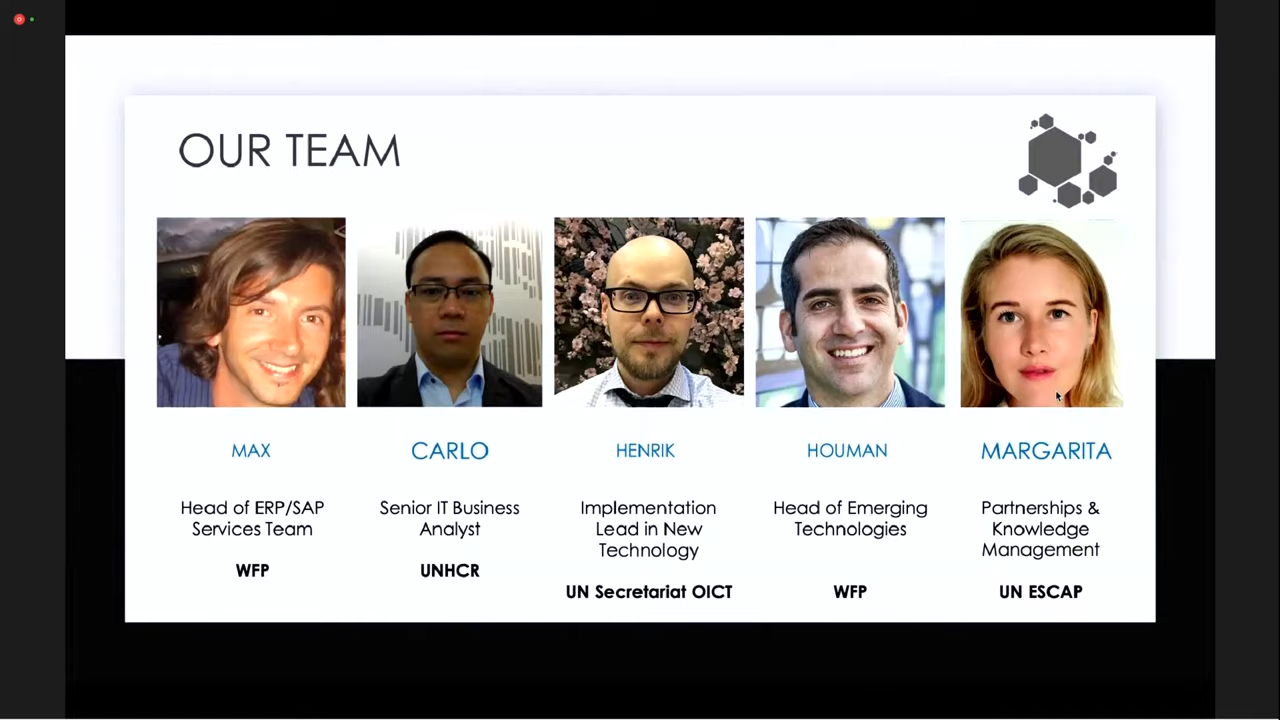 OUR TEAM
MAX
Head of ERP/SAP
Services Team
WFP
CARLO
Senior IT Business
Analyst
UNHCR
HENRIK
Implementation
Lead in New
Technology
UN Secretariat OICT
HOUMAN
Head of Emerging
Technologies
WFP
MARGARITA
Partnerships &
Knowledge
Management
UN ESCAP